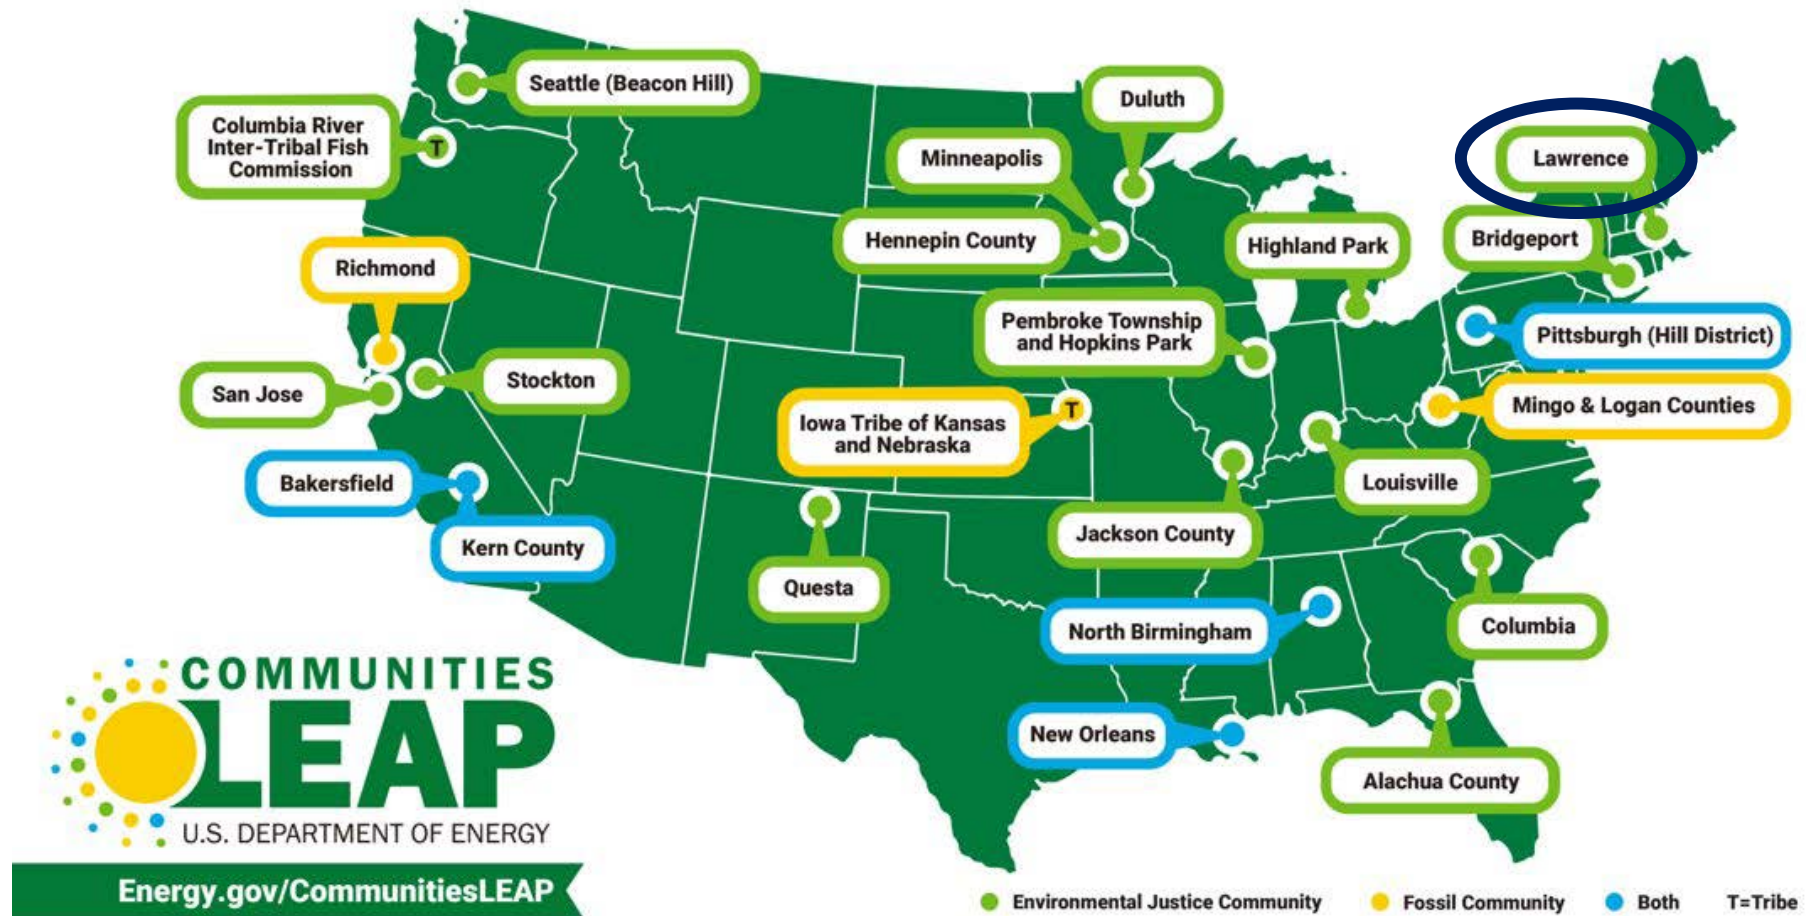 Seattle (Beacon Hill)
Columbia River
Inter-Tribal Fish
Commission
T
Duluth
Minneapolis
Lawrence
Hennepin County
Highland Park
Bridgeport
Richmond
Pembroke Township
and Hopkins Park
Pittsburgh (Hill District)
San Jose
Stockton
Iowa Tribe of Kansas
and Nebraska
T
Mingo & Logan Counties
Bakersfield
Louisville
Kern County
Jackson County
Questa
North Birmingham
Columbia
New Orleans
Alachua County
COMMUNITIES
LEAP
U.S. DEPARTMENT OF ENERGY
Energy.gov/CommunitiesLEAP
Environmental Justice Community
Fossil Community
Both
T=Tribe